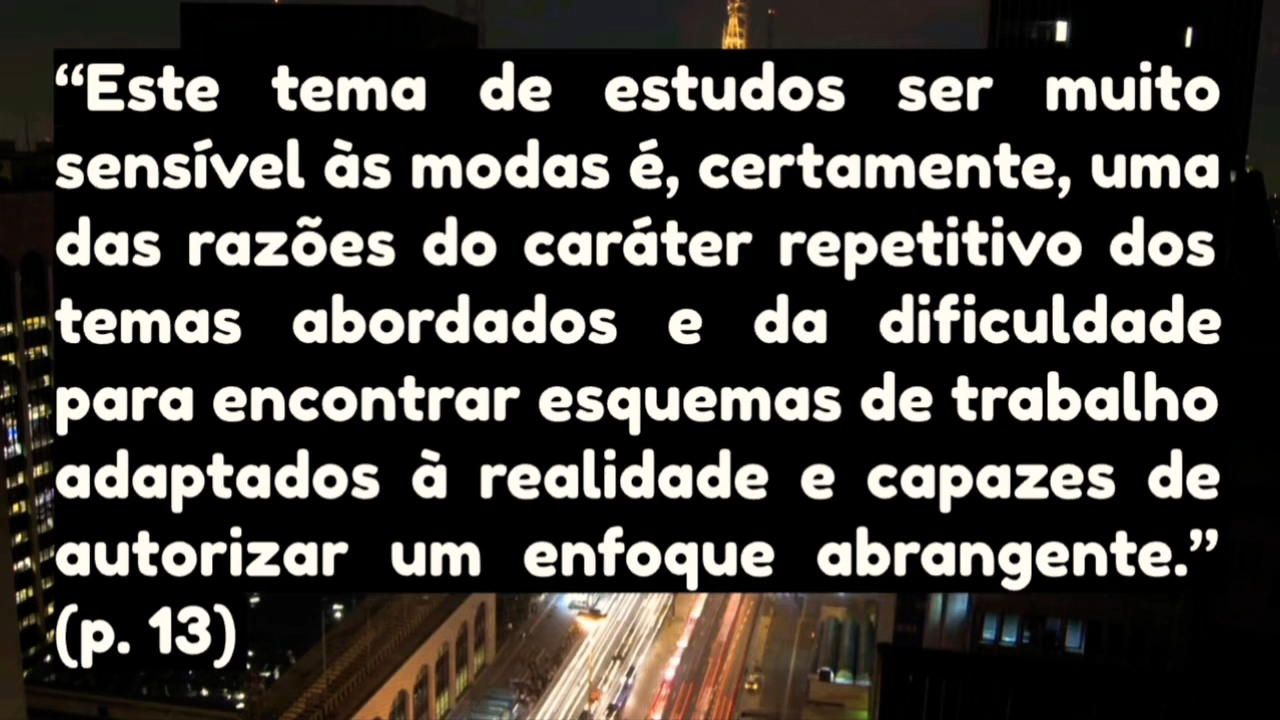 “Este tema de estudos ser muito
sensível às modas é, certamente, uma
das razões do caráter repetitivo dos
temas abordados e da dificuldade
para encontrar esquemas de trabalho
adaptados à realidade e capazes de
autorizar um enfoque abrangente.”
(p. 13)